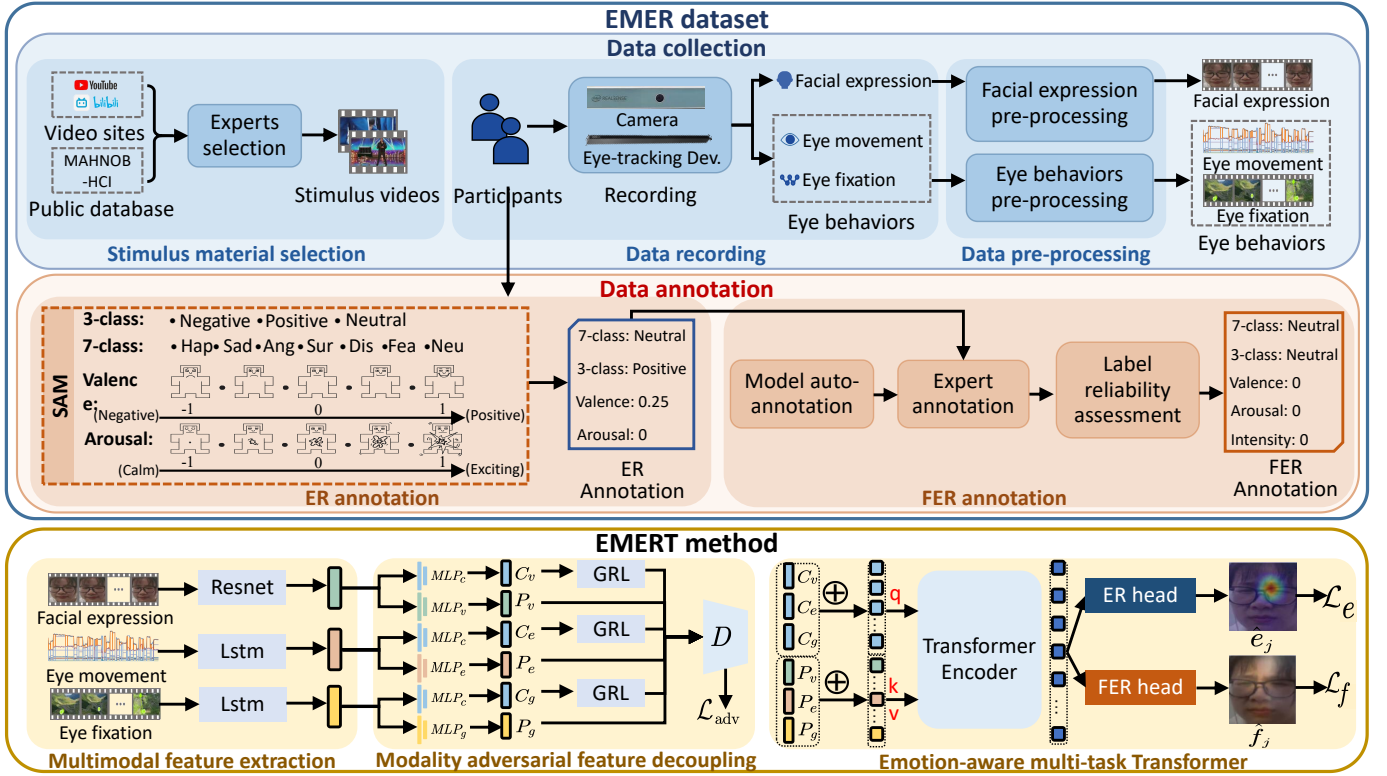 EMER dataset
Data collection
YouTube
bilibili
Video sites
MAHNOB
-HCI
Public database
Experts
selection
Stimulus videos
Stimulus material selection
Participants
Camera
Eye-tracking Dev.
Recording
Facial expression
Eye movement
Eye fixation
Eye behaviors
Data recording
Facial expression
pre-processing
Eye behaviors
pre-processing
Data pre-processing
Facial expression
Eye movement
Eye fixation
Eye behaviors
Data annotation
SAM
3-class: • Negative • Positive • Neutral
7-class: • Hap • Sad • Ang • Sur • Dis • Fea • Neu
Valenc
e:
(Negative) -1 0 1 (Positive)
Arousal:
(Calm) -1 0 1 (Exciting)
ER annotation
7-class: Neutral
3-class: Positive
Valence: 0.25
Arousal: 0
ER
Annotation
Model auto-
annotation
Expert
annotation
Label
reliability
assessment
FER annotation
7-class: Neutral
3-class: Neutral
Valence: 0
Arousal: 0
Intensity: 0
FER
Annotation
EMERT method
Facial expression
Eye movement
Eye fixation
Resnet
Lstm
Lstm
Multimodal feature extraction
MLP_c C_v GRL
MLP_v P_v
MLP_c C_e GRL
MLP_e P_e
MLP_c C_g GRL
MLP_g P_g
D
ℒ_adv
Modality adversarial feature decoupling
C_v
C_e
C_g
P_v
P_e
P_g
q
k
v
Transformer
Encoder
ER head
FER head
ê_j
f̂_j
ℒ_e
ℒ_f
Emotion-aware multi-task Transformer